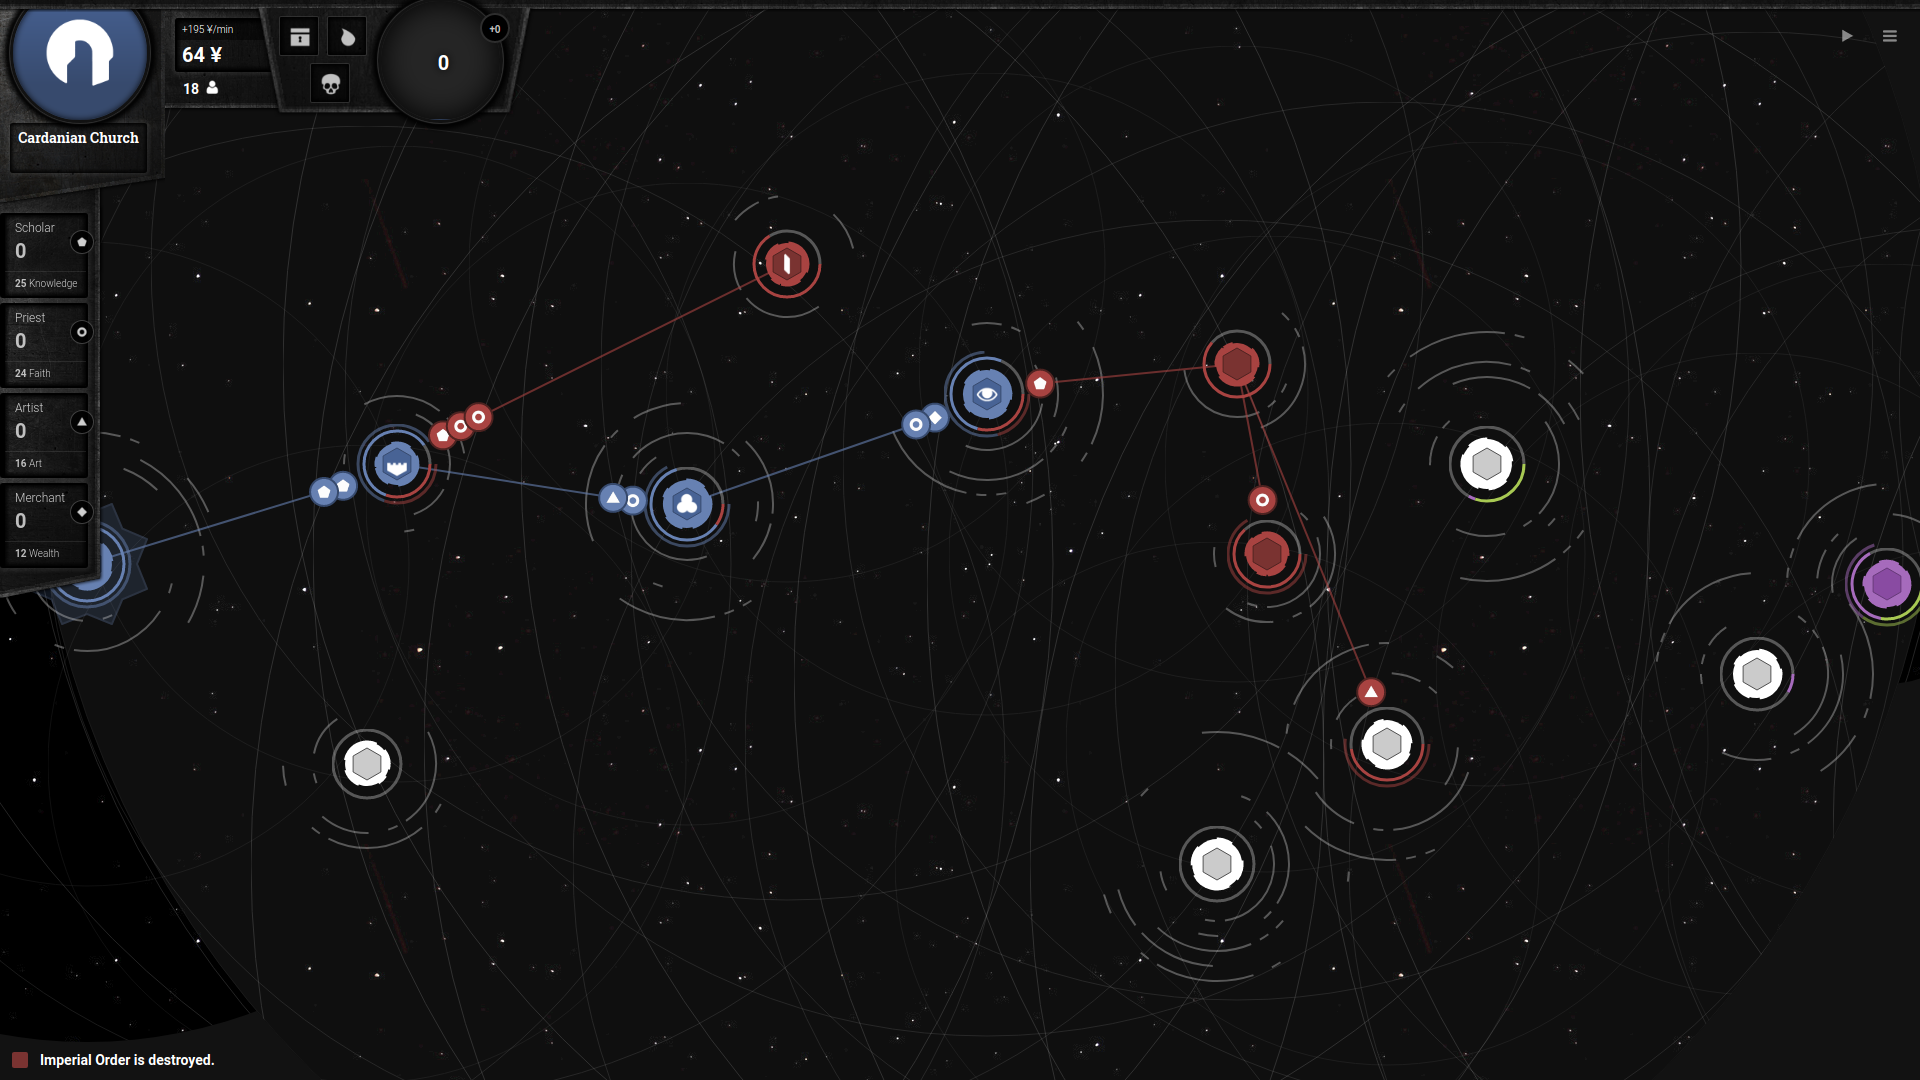 +195 ¥/min
64 ¥
18
0
+0
Cardanian Church
Scholar
0
25 Knowledge
Priest
0
24 Faith
Artist
0
16 Art
Merchant
0
12 Wealth
Imperial Order is destroyed.